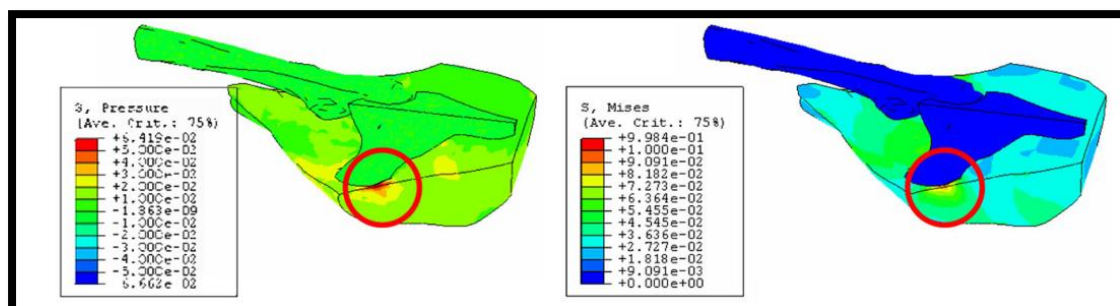 S, Pressure
(Ave. Crit.: 75%)
+6.419e-02
+5.000e-02
+4.000e-02
+3.000e-02
+2.000e-02
+1.000e-02
-1.863e-09
-1.000e-02
-2.000e-02
-3.000e-02
-4.000e-02
-5.000e-02
-6.662e-02
S, Mises
(Ave. Crit.: 75%)
+9.984e-01
+1.000e-01
+9.091e-02
+8.182e-02
+7.273e-02
+6.364e-02
+5.455e-02
+4.545e-02
+3.636e-02
+2.727e-02
+1.818e-02
+9.091e-03
+0.000e+00